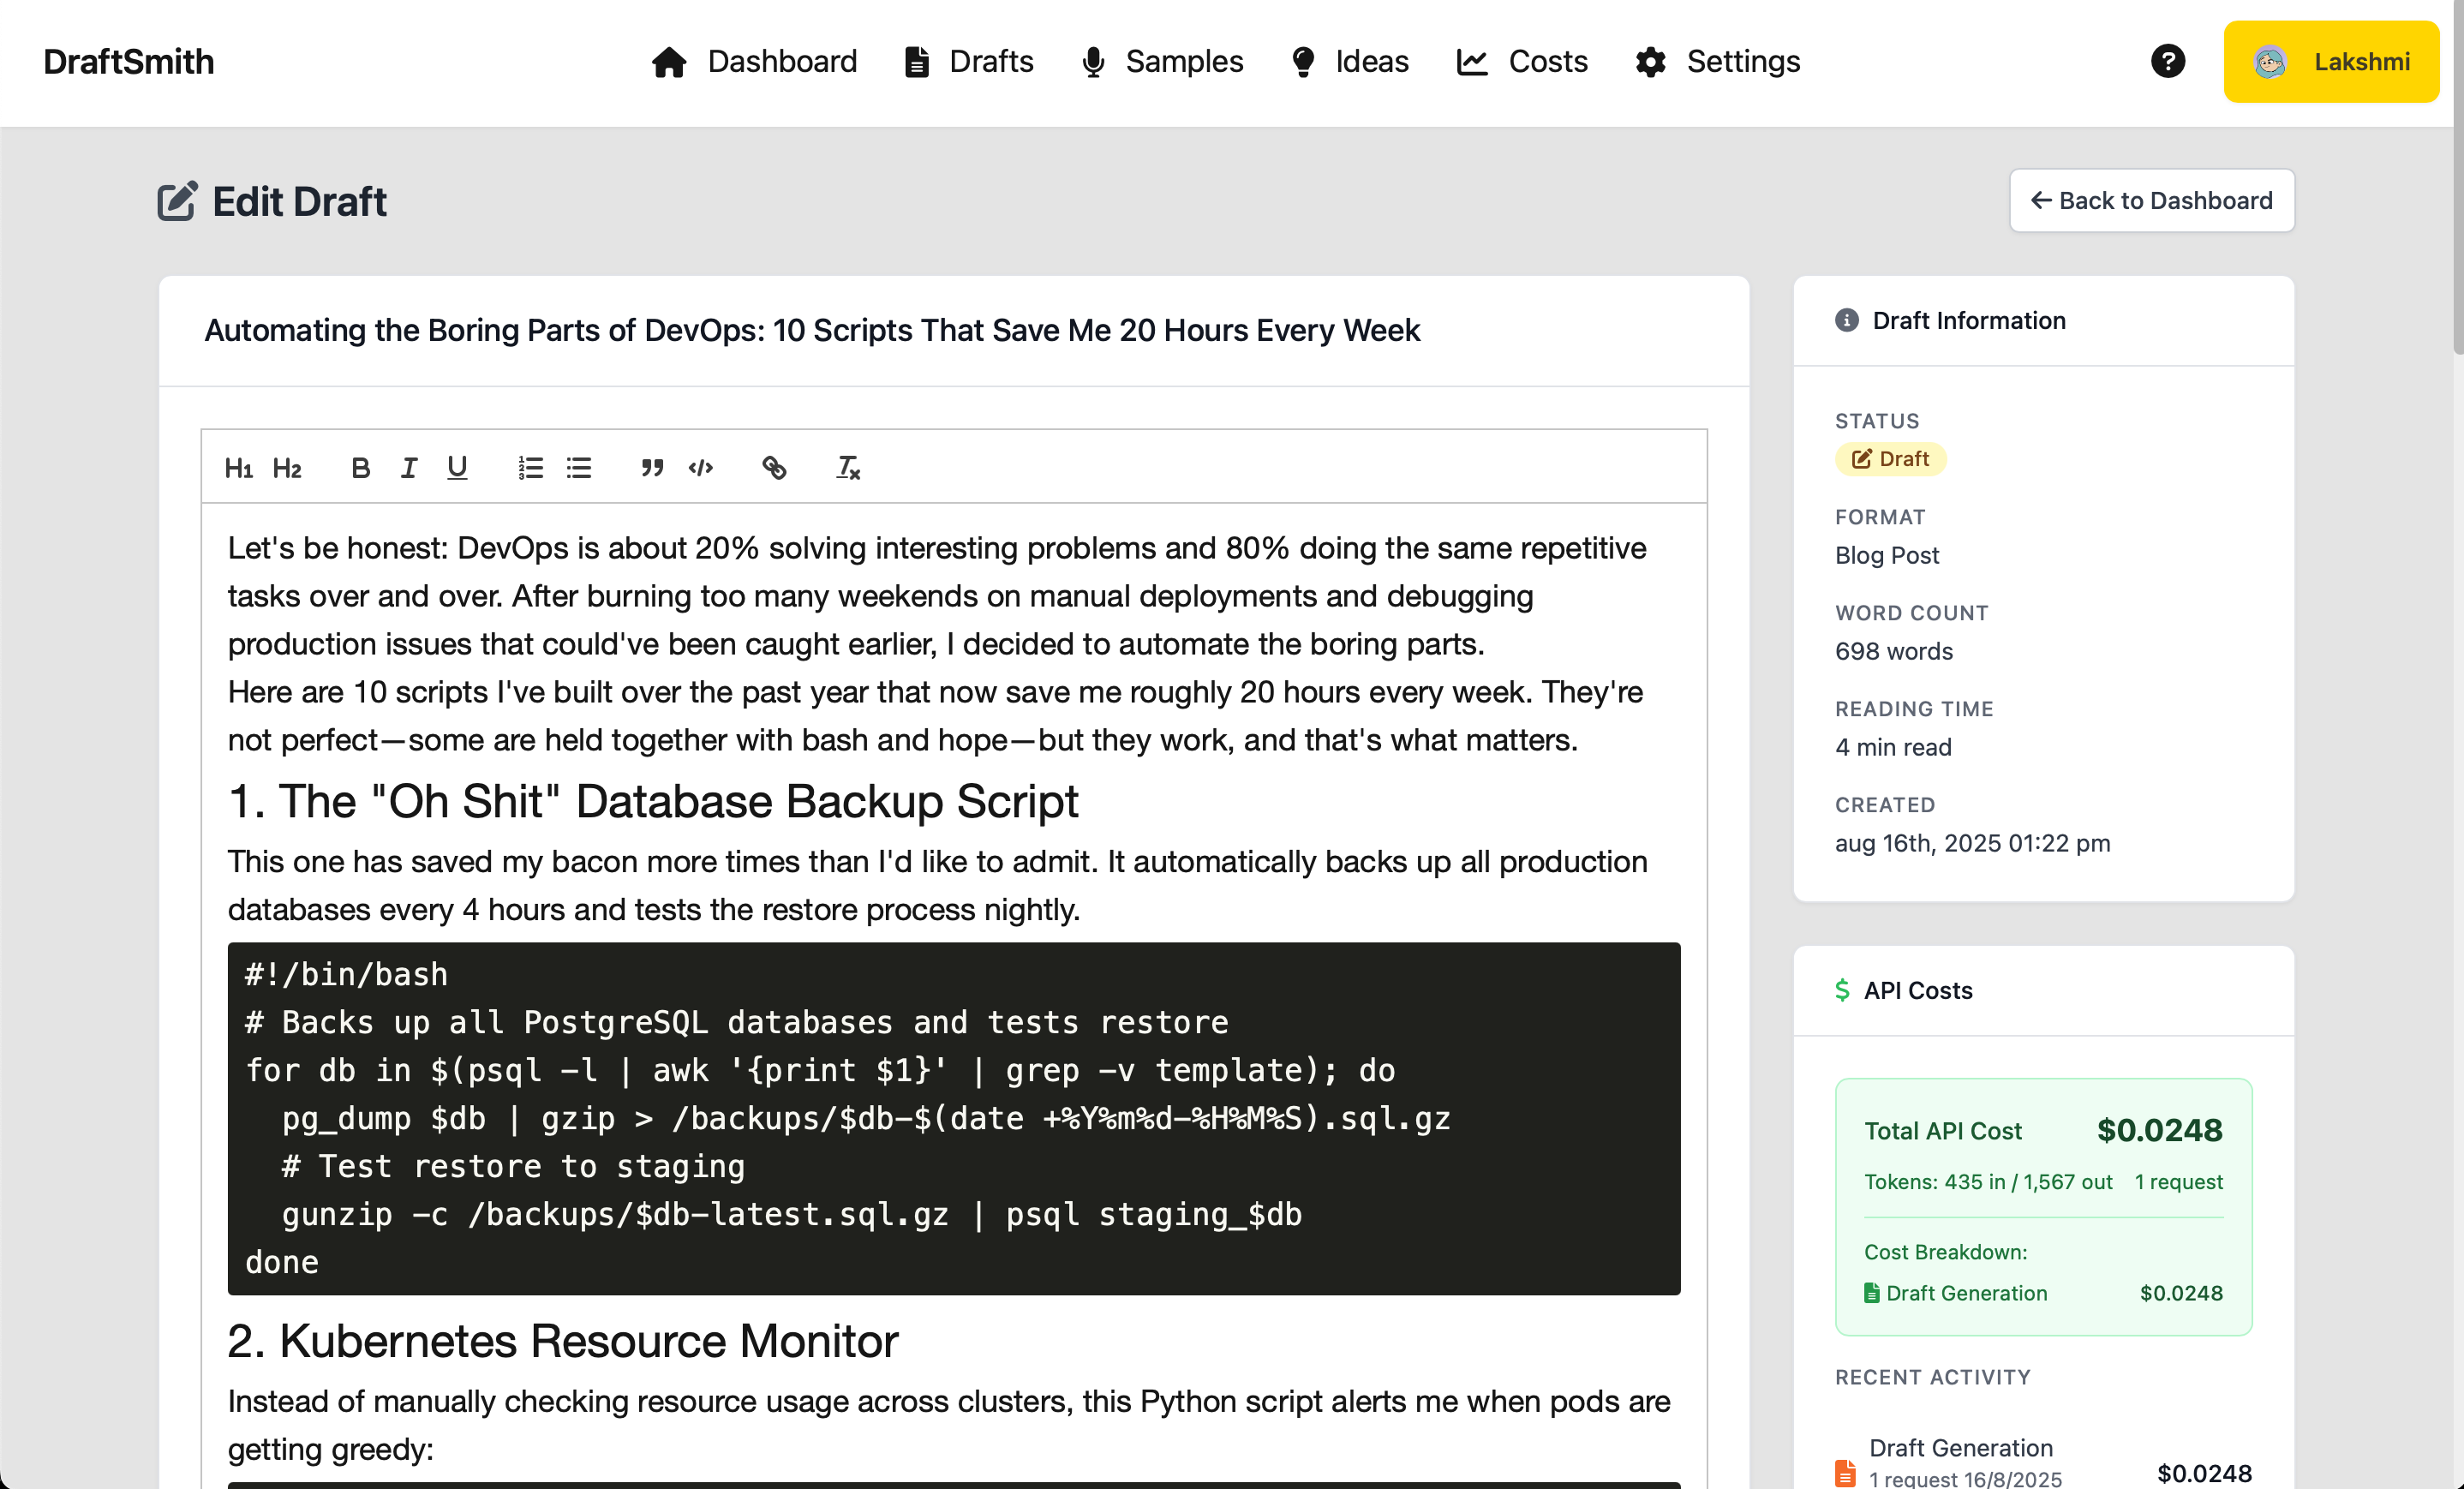 DraftSmith
Dashboard
Drafts
Samples
Ideas
Costs
Settings
?
Lakshmi
Edit Draft
← Back to Dashboard
Automating the Boring Parts of DevOps: 10 Scripts That Save Me 20 Hours Every Week
H1 H2 B I U </> Tx
Let's be honest: DevOps is about 20% solving interesting problems and 80% doing the same repetitive
tasks over and over. After burning too many weekends on manual deployments and debugging
production issues that could've been caught earlier, I decided to automate the boring parts.
Here are 10 scripts I've built over the past year that now save me roughly 20 hours every week. They're
not perfect—some are held together with bash and hope—but they work, and that's what matters.
1. The "Oh Shit" Database Backup Script
This one has saved my bacon more times than I'd like to admit. It automatically backs up all production
databases every 4 hours and tests the restore process nightly.
#!/bin/bash
# Backs up all PostgreSQL databases and tests restore
for db in $(psql -l | awk '{print $1}' | grep -v template); do
  pg_dump $db | gzip > /backups/$db-$(date +%Y%m%d-%H%M%S).sql.gz
  # Test restore to staging
  gunzip -c /backups/$db-latest.sql.gz | psql staging_$db
done
2. Kubernetes Resource Monitor
Instead of manually checking resource usage across clusters, this Python script alerts me when pods are
getting greedy:
Draft Information
STATUS
Draft
FORMAT
Blog Post
WORD COUNT
698 words
READING TIME
4 min read
CREATED
aug 16th, 2025 01:22 pm
$ API Costs
Total API Cost $0.0248
Tokens: 435 in / 1,567 out 1 request
Cost Breakdown:
Draft Generation $0.0248
RECENT ACTIVITY
Draft Generation
1 request 16/8/2025
$0.0248